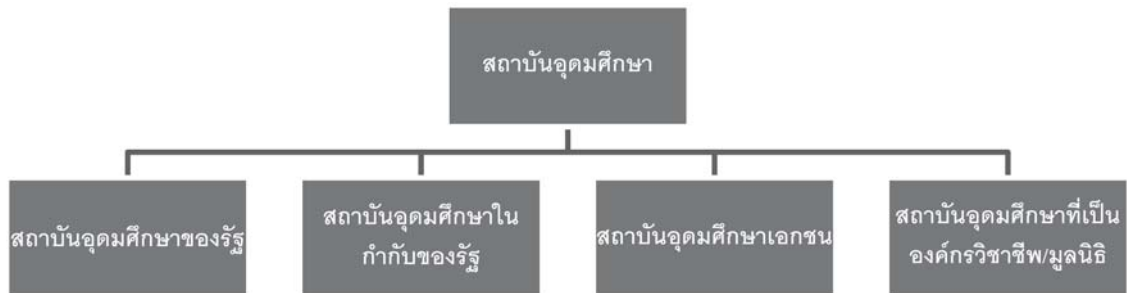 สถาบันอุดมศึกษา
สถาบันอุดมศึกษาของรัฐ
สถาบันอุดมศึกษาใน
กำกับของรัฐ
สถาบันอุดมศึกษาเอกชน
สถาบันอุดมศึกษาที่เป็น
องค์กรวิชาชีพ/มูลนิธิ